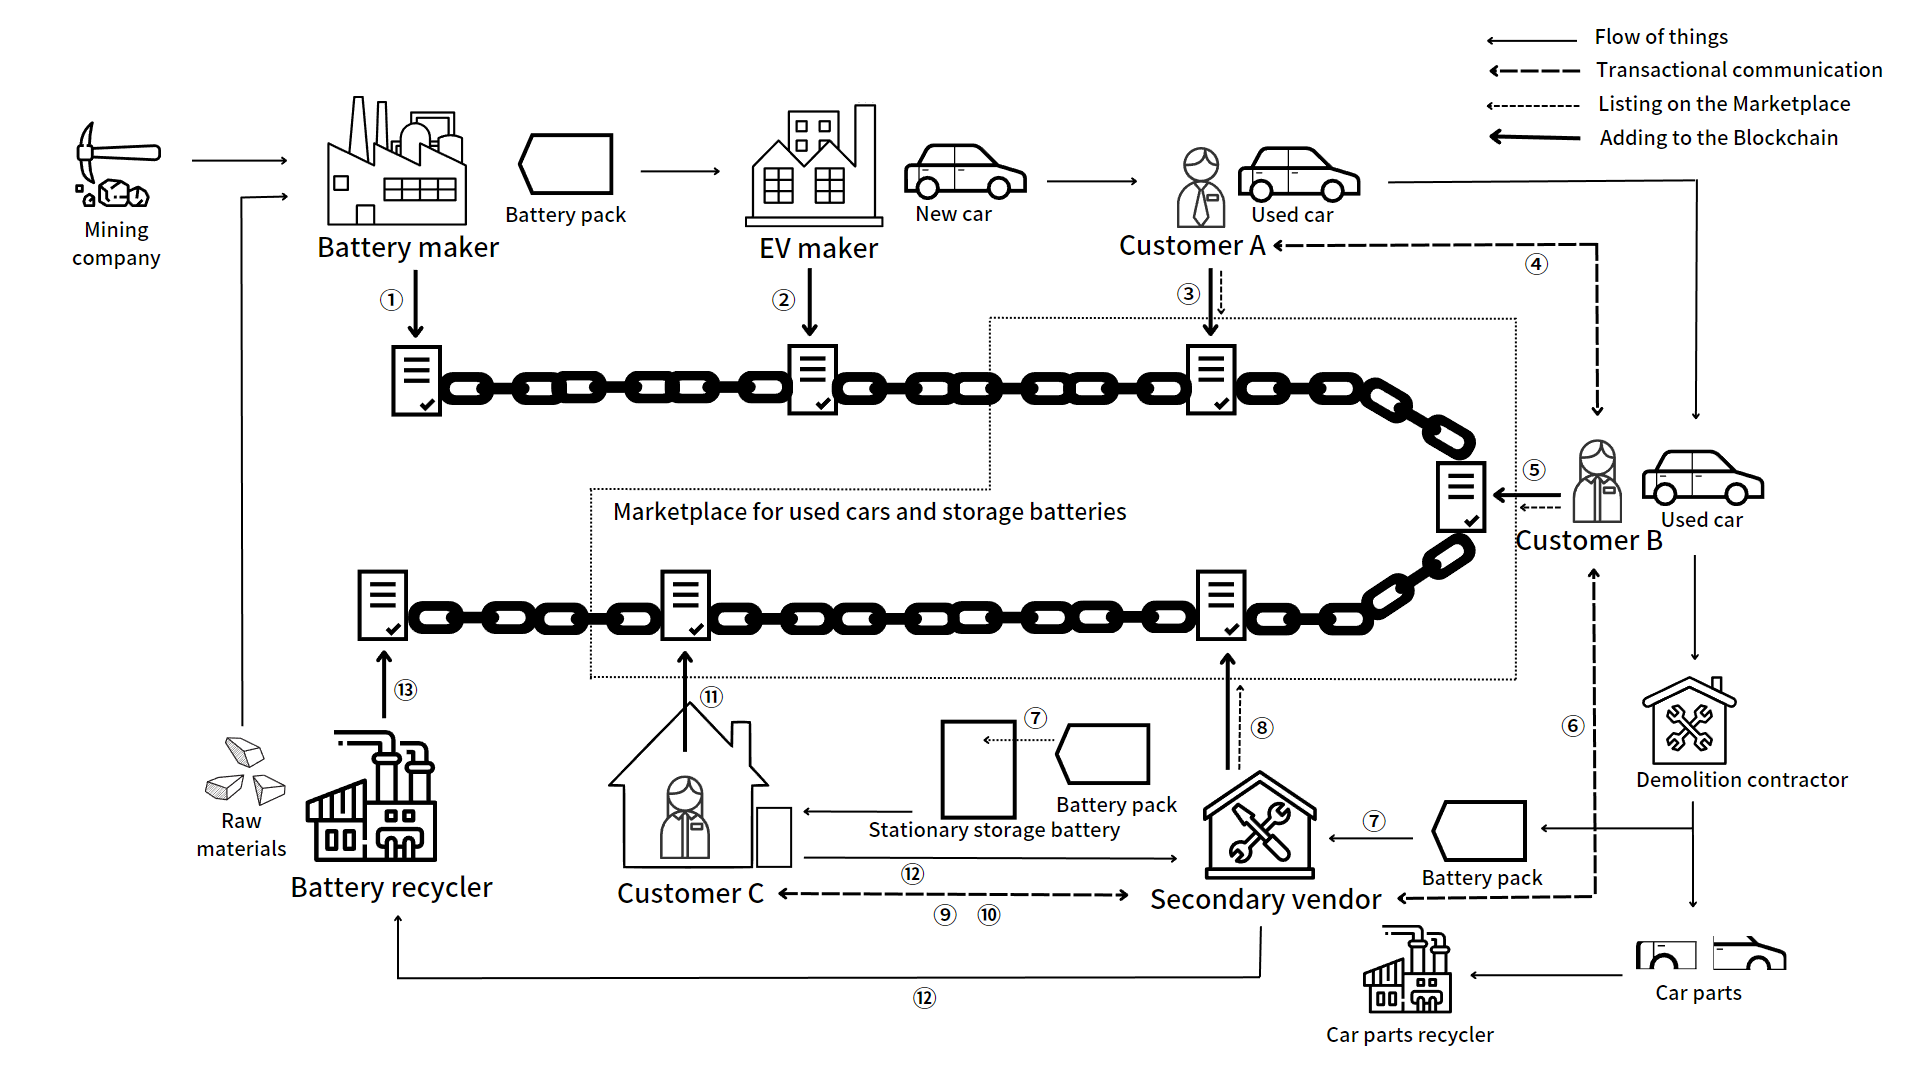 Flow of things
Transactional communication
Listing on the Marketplace
Adding to the Blockchain
Mining
company
Battery maker
Battery pack
EV maker
New car
Customer A
Used car
①
②
③
④
⑤
Customer B
Used car
Marketplace for used cars and storage batteries
⑬
⑪
⑦
⑧
⑥
Demolition contractor
Raw
materials
Battery recycler
Customer C
Stationary storage battery
Battery pack
⑦
Battery pack
Secondary vendor
⑫
⑨ ⑩
⑫
Car parts
Car parts recycler